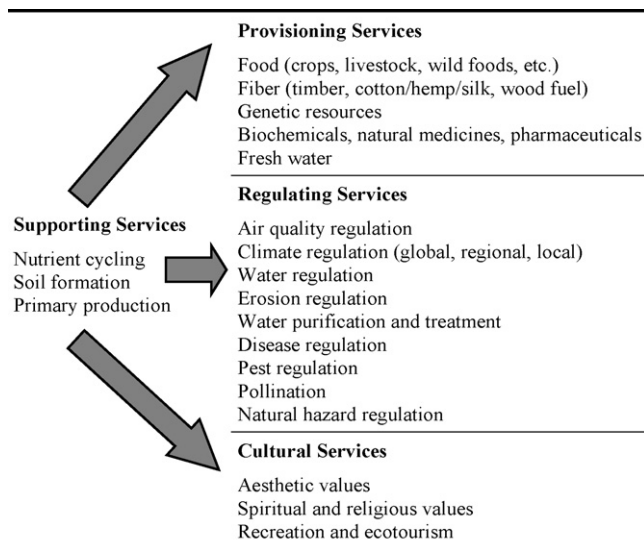 Provisioning Services
Food (crops, livestock, wild foods, etc.)
Fiber (timber, cotton/hemp/silk, wood fuel)
Genetic resources
Biochemicals, natural medicines, pharmaceuticals
Fresh water
Supporting Services
Nutrient cycling
Soil formation
Primary production
Regulating Services
Air quality regulation
Climate regulation (global, regional, local)
Water regulation
Erosion regulation
Water purification and treatment
Disease regulation
Pest regulation
Pollination
Natural hazard regulation
Cultural Services
Aesthetic values
Spiritual and religious values
Recreation and ecotourism